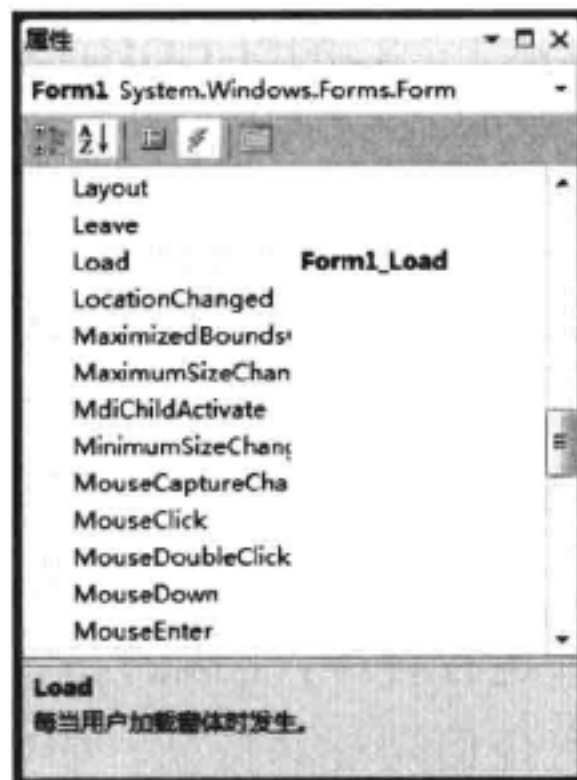 属性
Form1 System.Windows.Forms.Form
Layout
Leave
Load Form1_Load
LocationChanged
MaximizedBounds
MaximumSizeChan
MdiChildActivate
MinimumSizeChang
MouseCaptureCha
MouseClick
MouseDoubleClick
MouseDown
MouseEnter
Load
每当用户加载窗体时发生。